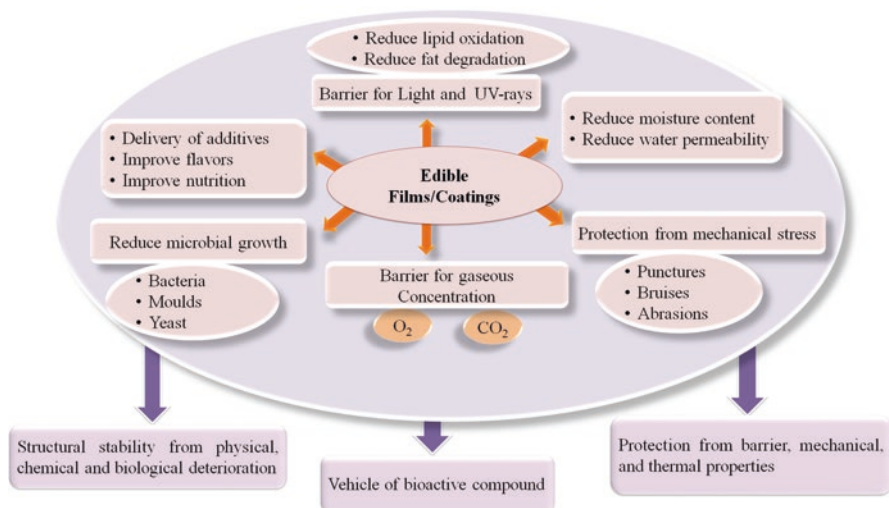 • Reduce lipid oxidation
• Reduce fat degradation
Barrier for Light and UV-rays
• Delivery of additives
• Improve flavors
• Improve nutrition
• Reduce moisture content
• Reduce water permeability
Edible
Films/Coatings
Reduce microbial growth
• Bacteria
• Moulds
• Yeast
Barrier for gaseous
Concentration
O₂
CO₂
Protection from mechanical stress
• Punctures
• Bruises
• Abrasions
Structural stability from physical,
chemical and biological deterioration
Vehicle of bioactive compound
Protection from barrier, mechanical,
and thermal properties